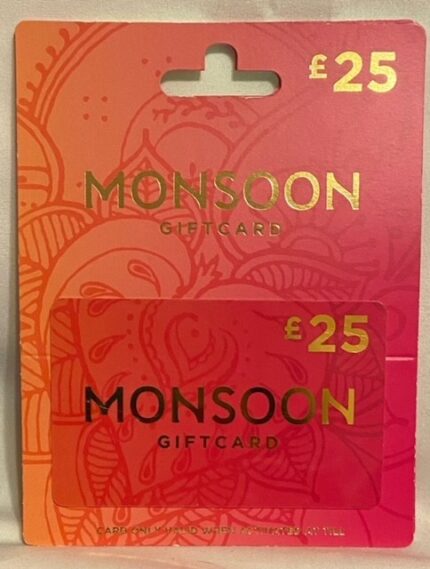 £25
MONSOON
GIFTCARD
£25
MONSOON
GIFTCARD
CARD ONLY VALID WHEN ACTIVATED AT TILL